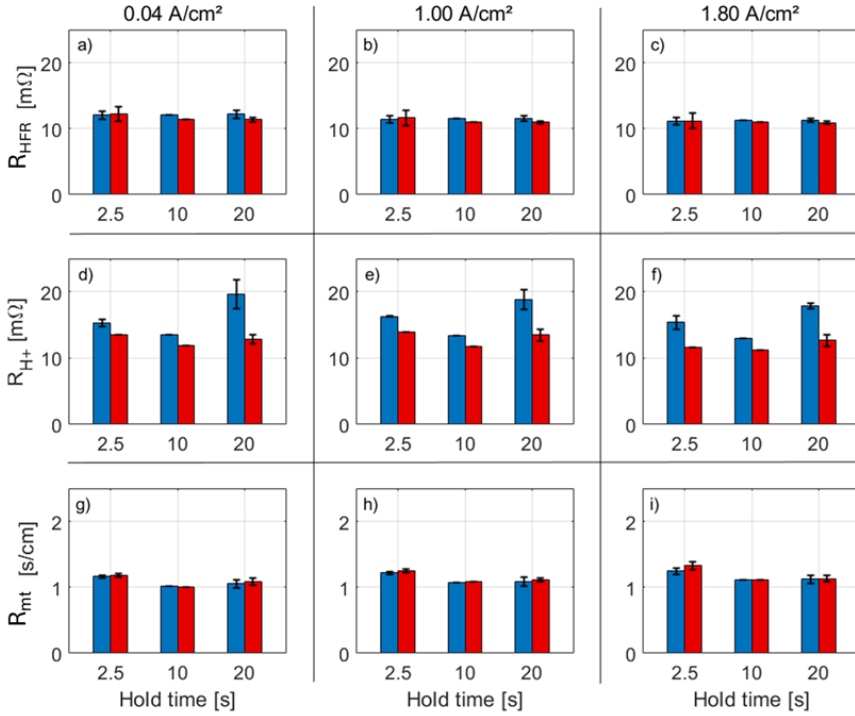 0.04 A/cm² 1.00 A/cm² 1.80 A/cm²
a) b) c)
R_HFR [mΩ]
20 20 20
10 10 10
0 0 0
2.5 10 20 2.5 10 20 2.5 10 20
d) e) f)
R_H+ [mΩ]
20 20 20
10 10 10
0 0 0
2.5 10 20 2.5 10 20 2.5 10 20
g) h) i)
R_mt [s/cm]
2 2 2
1 1 1
0 0 0
2.5 10 20 2.5 10 20 2.5 10 20
Hold time [s] Hold time [s] Hold time [s]